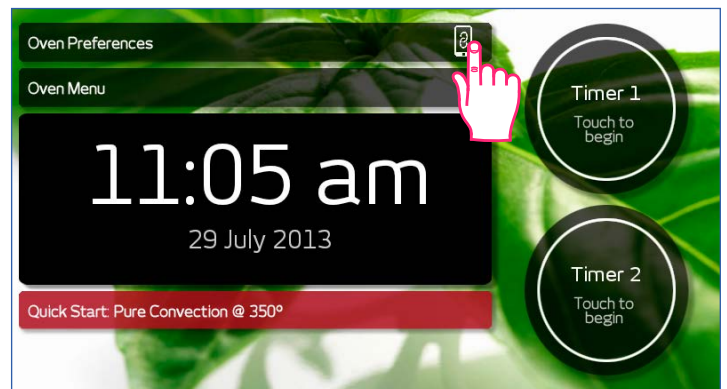 Oven Preferences
Oven Menu
11:05 am
29 July 2013
Quick Start: Pure Convection @ 350º
Timer 1
Touch to
begin
Timer 2
Touch to
begin